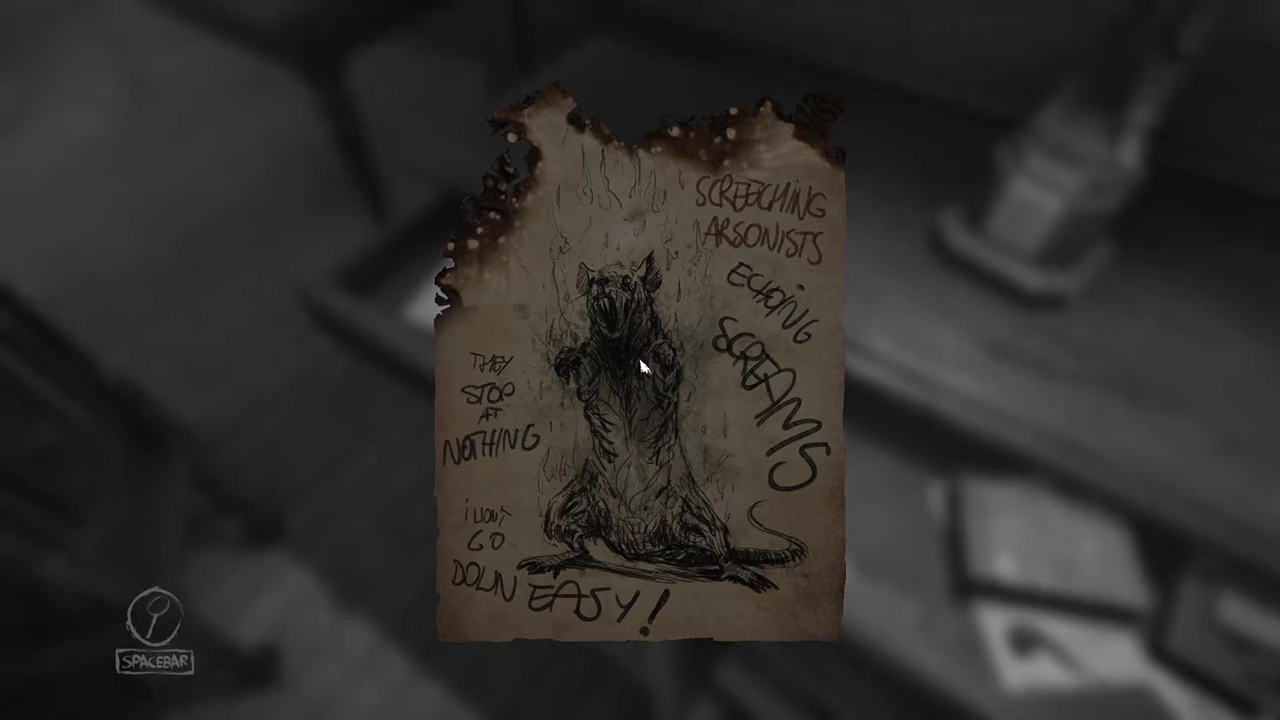 SCREECHING
ARSONISTS
ECHOING
SCREAMS
THEY
STOP
AT
NOTHING
i WON'T
GO
DOWN EASY!
SPACEBAR